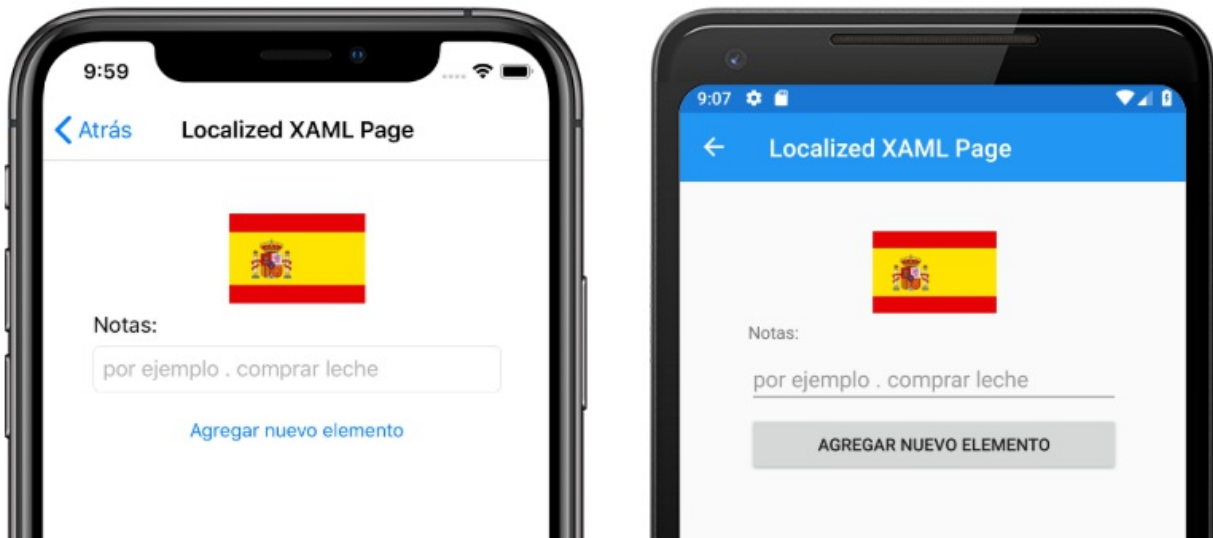 9:59
Atrás Localized XAML Page
Notas:
por ejemplo . comprar leche
Agregar nuevo elemento
9:07
Localized XAML Page
Notas:
por ejemplo . comprar leche
AGREGAR NUEVO ELEMENTO